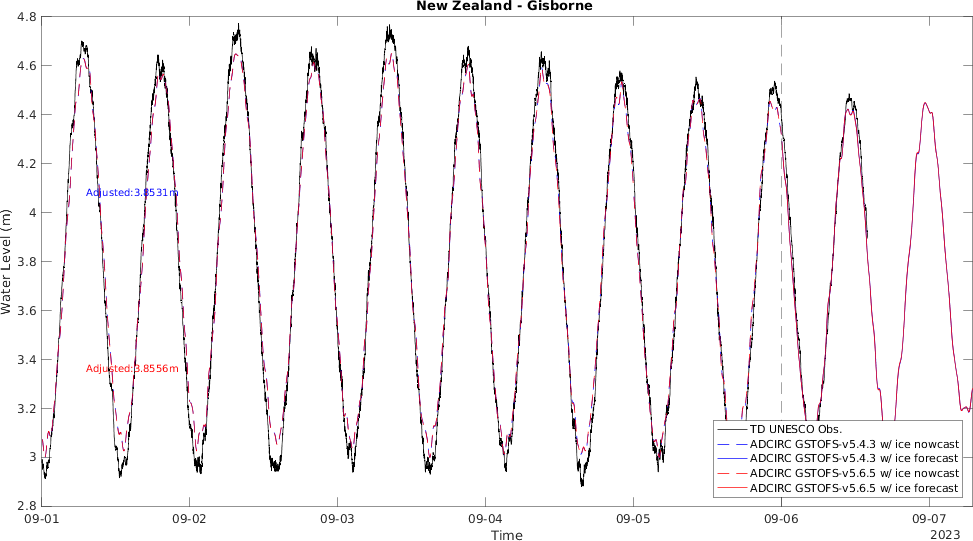 New Zealand - Gisborne
4.8
4.6
4.4
4.2
4
3.8
3.6
3.4
3.2
3
2.8
Water Level (m)
Adjusted:3.8531m
Adjusted:3.8556m
TD UNESCO Obs.
ADCIRC GSTOFS-v5.4.3 w/ ice nowcast
ADCIRC GSTOFS-v5.4.3 w/ ice forecast
ADCIRC GSTOFS-v5.6.5 w/ ice nowcast
ADCIRC GSTOFS-v5.6.5 w/ ice forecast
09-01 09-02 09-03 09-04 09-05 09-06 09-07
Time
2023